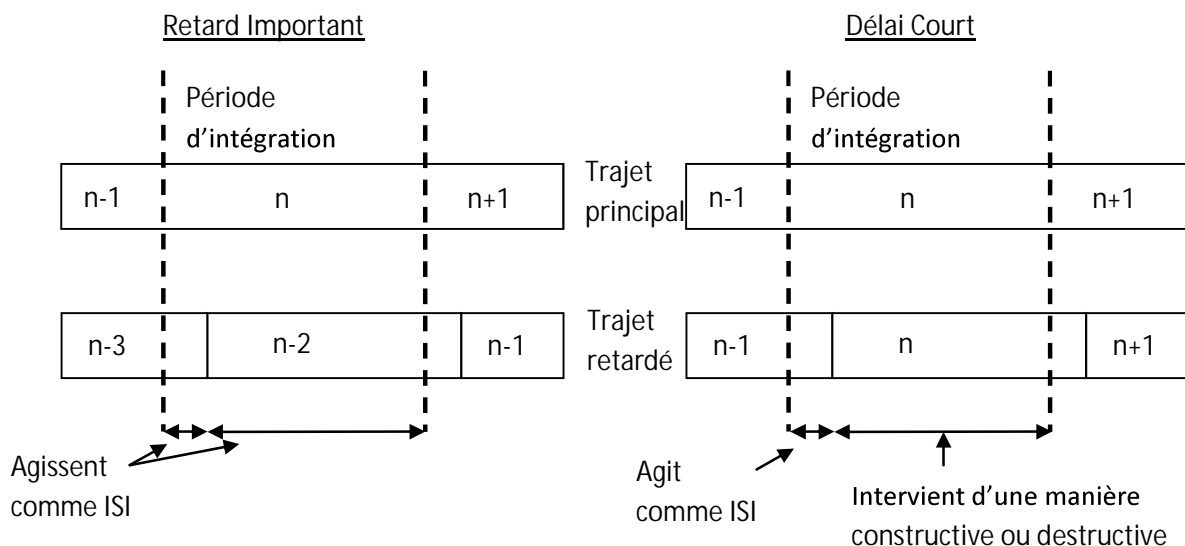 Retard Important
Période
d'intégration
n-1
n
n+1
Trajet
principal
n-3
n-2
n-1
Trajet
retardé
Agissent
comme ISI
Délai Court
Période
d'intégration
n-1
n
n+1
n-1
n
n+1
Agit
comme ISI
Intervient d'une manière
constructive ou destructive